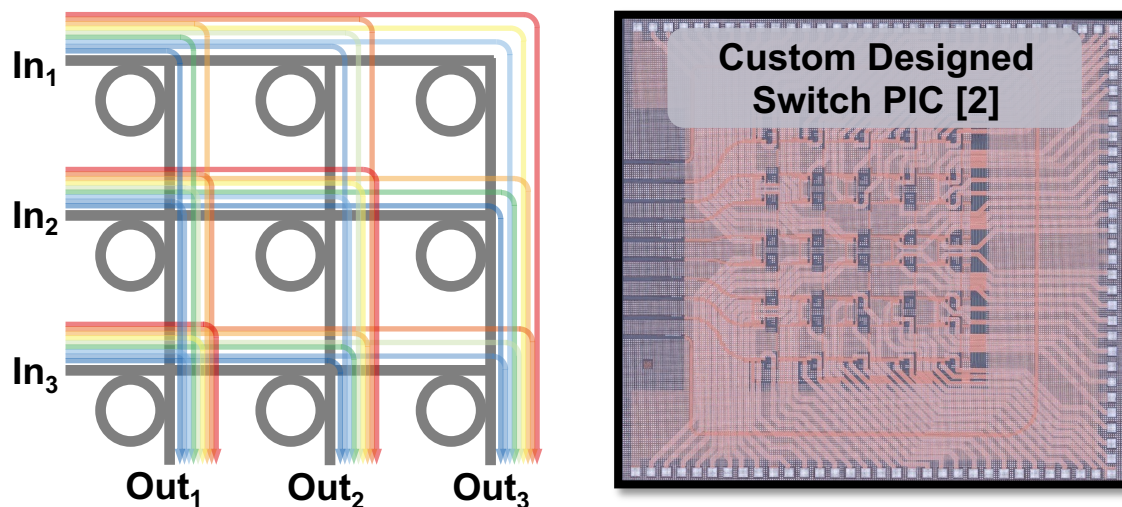 In₁
In₂
In₃
Out₁
Out₂
Out₃
Custom Designed
Switch PIC [2]